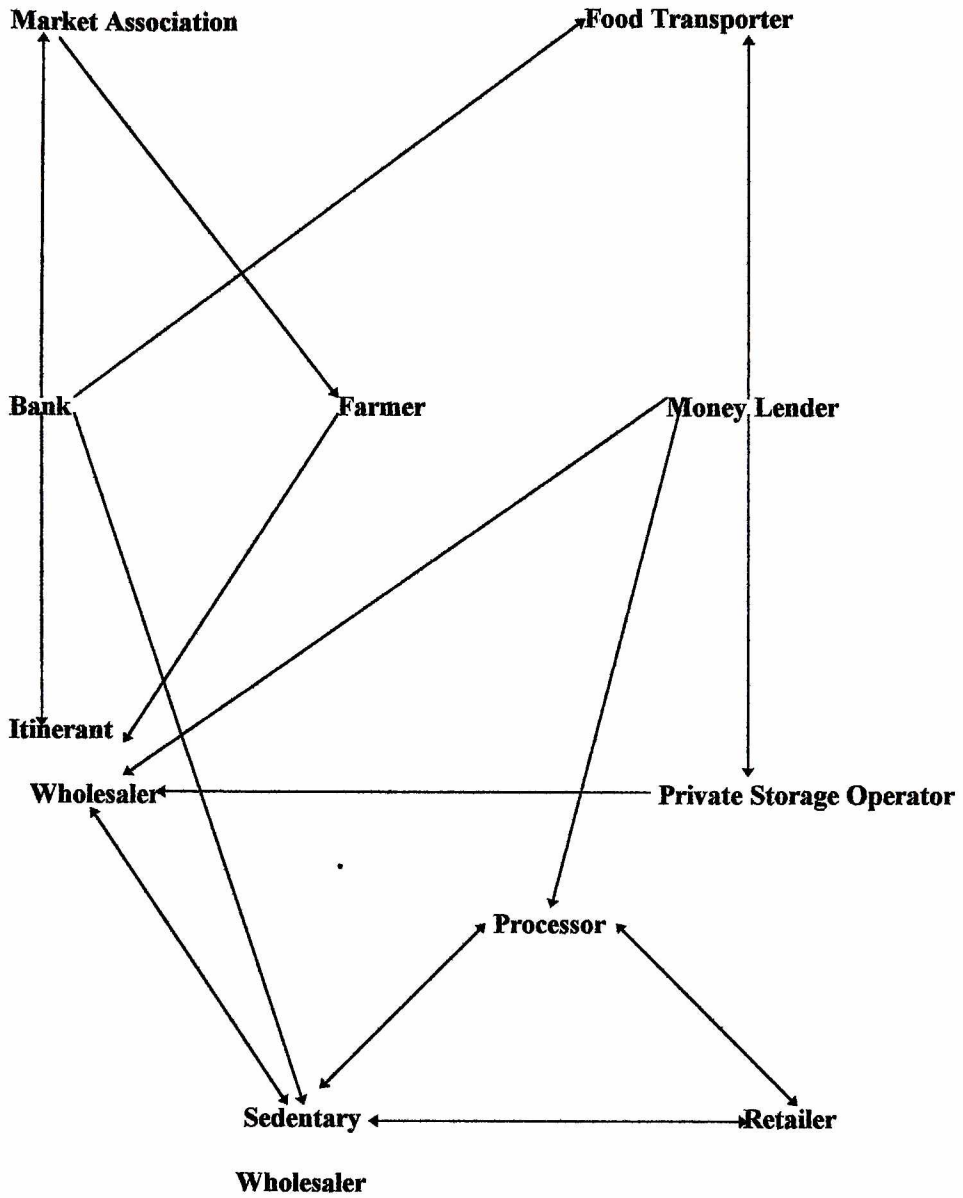 Market Association
Food Transporter
Bank
Farmer
Money Lender
Itinerant
Wholesaler
Private Storage Operator
Processor
Sedentary
Retailer
Wholesaler